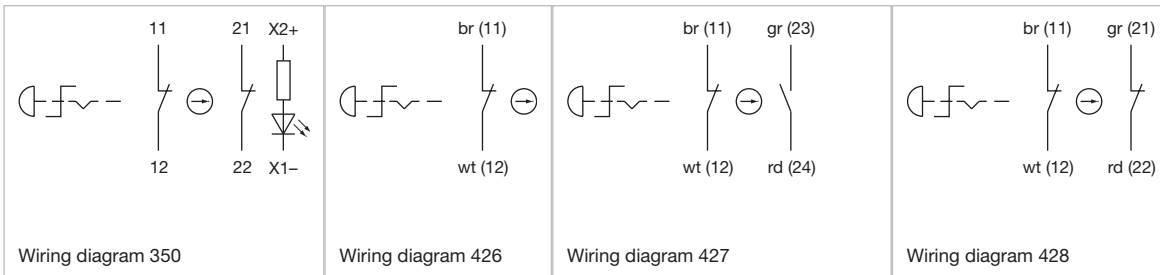 11 21 X2+
12 22 X1–
Wiring diagram 350
br (11)
wt (12)
Wiring diagram 426
br (11) gr (23)
wt (12) rd (24)
Wiring diagram 427
br (11) gr (21)
wt (12) rd (22)
Wiring diagram 428